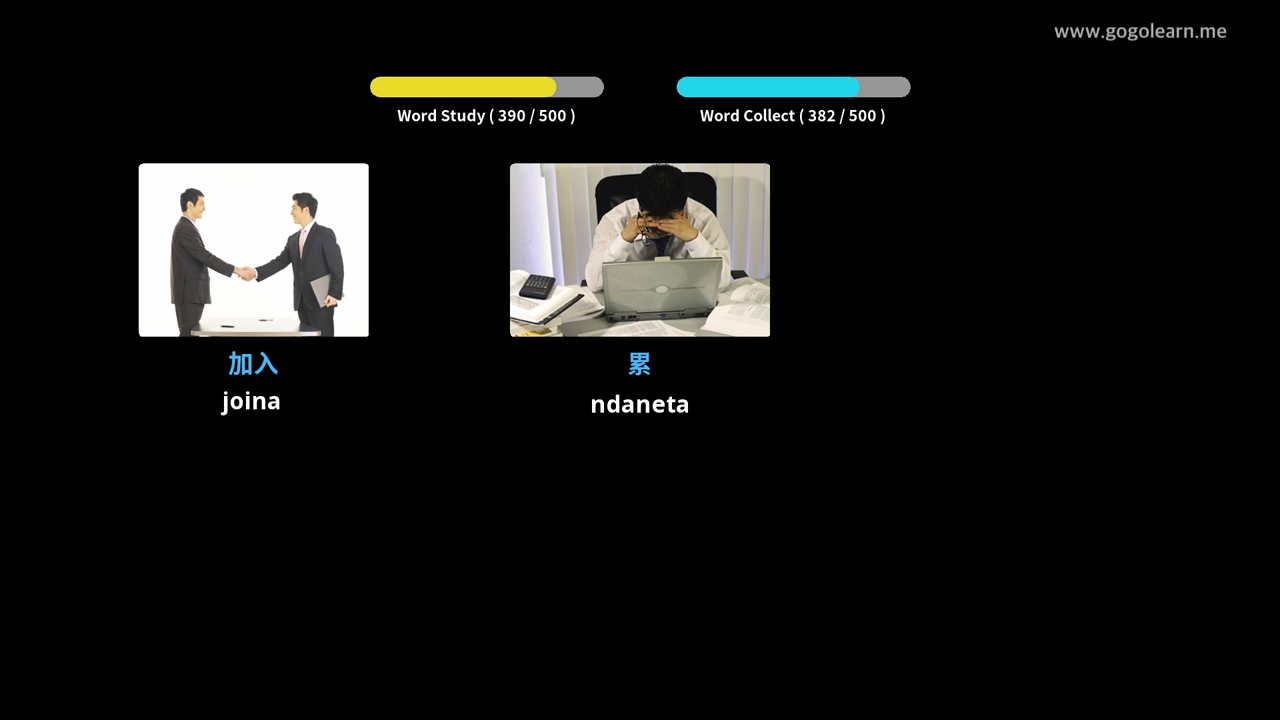 www.gogolearn.me
Word Study ( 390 / 500 )
Word Collect ( 382 / 500 )
加入
joina
累
ndaneta